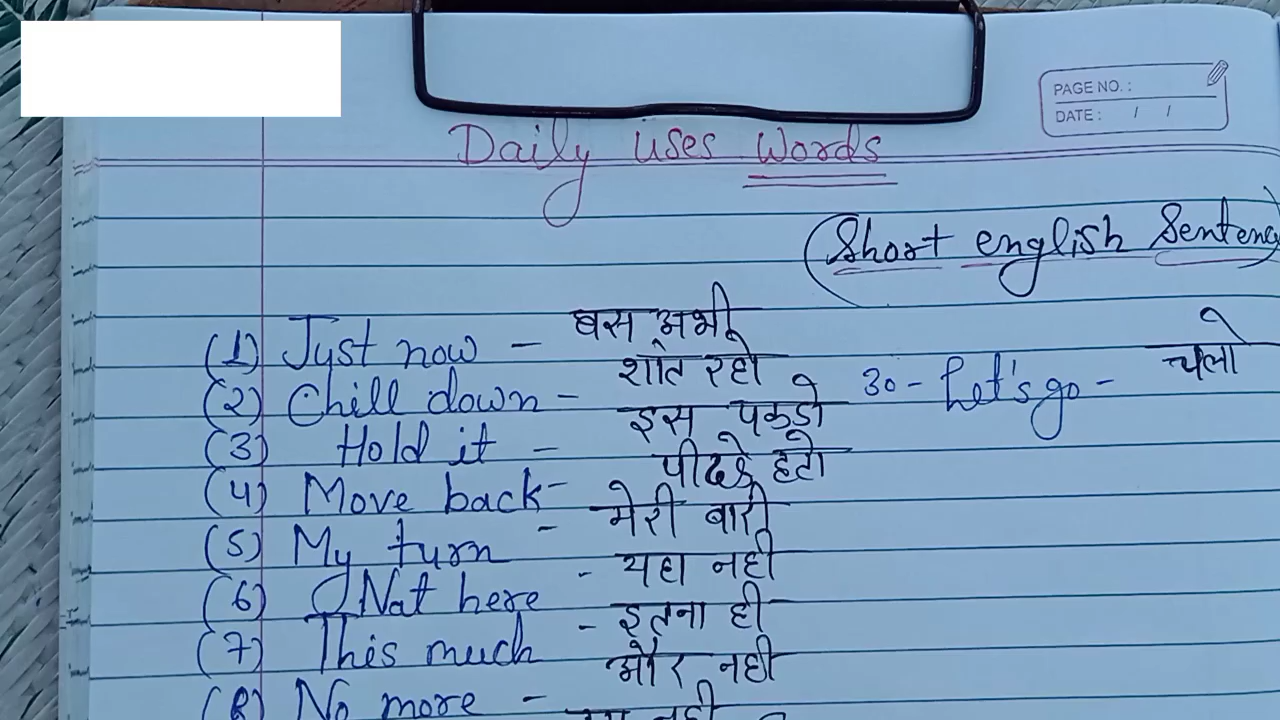 PAGE NO. :
DATE : / /
Daily uses Words
(Short english Sentenc
(1) Just now - बस अभी
(2) Chill down - शांत रहो
30- Let's go - चलो
(3) Hold it - इसे पकडो
(4) Move back - पीछे हटो
(5) My turn - मेरी बारी
(6) Nat here - यहा नही
(7) This much - इतना ही
(8) No more - और नही